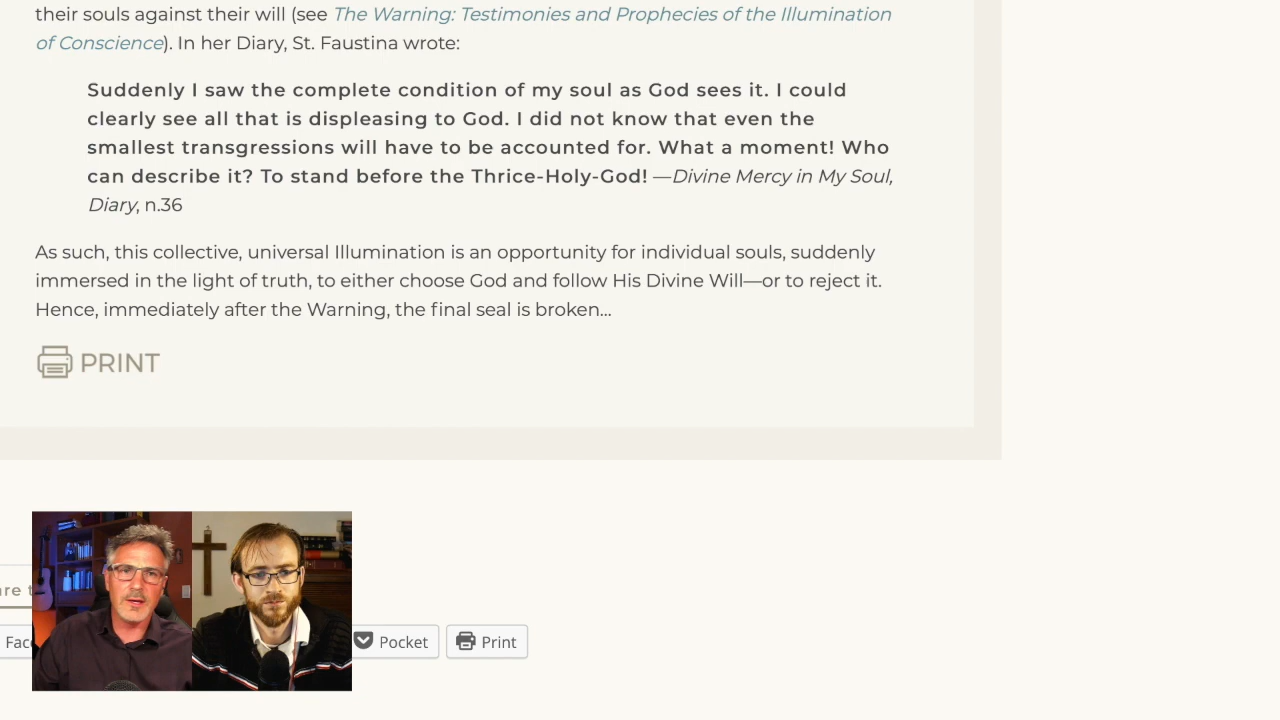 their souls against their will (see The Warning: Testimonies and Prophecies of the Illumination
of Conscience). In her Diary, St. Faustina wrote:
Suddenly I saw the complete condition of my soul as God sees it. I could
clearly see all that is displeasing to God. I did not know that even the
smallest transgressions will have to be accounted for. What a moment! Who
can describe it? To stand before the Thrice-Holy-God! —Divine Mercy in My Soul,
Diary, n.36
As such, this collective, universal Illumination is an opportunity for individual souls, suddenly
immersed in the light of truth, to either choose God and follow His Divine Will—or to reject it.
Hence, immediately after the Warning, the final seal is broken...
PRINT
Pocket Print